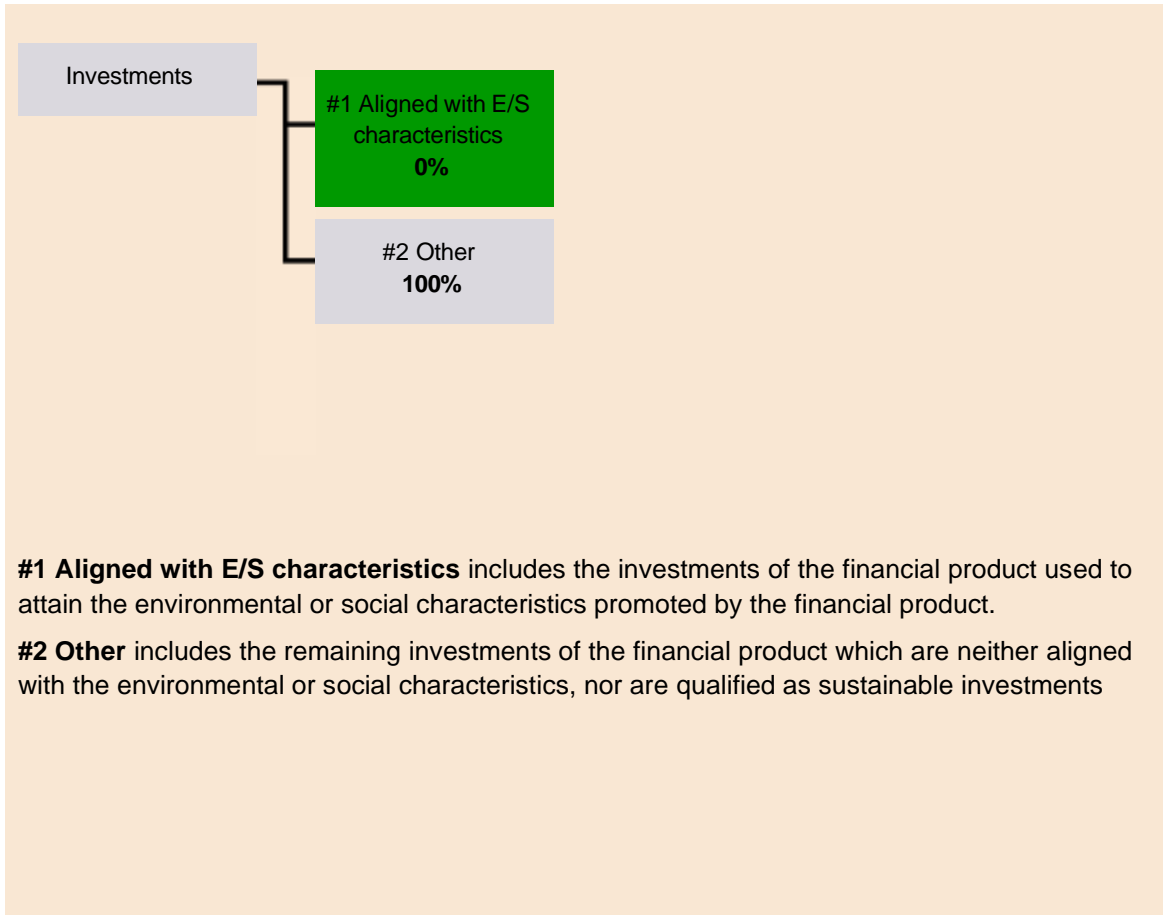 Investments
#1 Aligned with E/S
characteristics
0%
#2 Other
100%
#1 Aligned with E/S characteristics includes the investments of the financial product used to
attain the environmental or social characteristics promoted by the financial product.
#2 Other includes the remaining investments of the financial product which are neither aligned
with the environmental or social characteristics, nor are qualified as sustainable investments